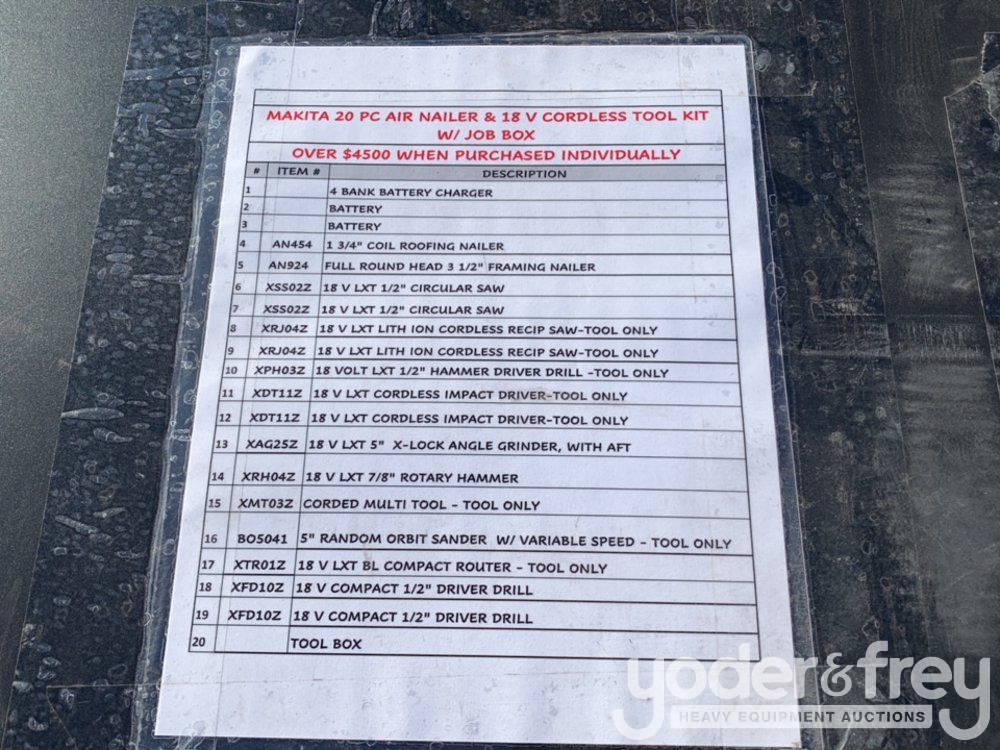 MAKITA 20 PC AIR NAILER & 18 V CORDLESS TOOL KIT
W/ JOB BOX
OVER $4500 WHEN PURCHASED INDIVIDUALLY
# ITEM # DESCRIPTION
1 4 BANK BATTERY CHARGER
2 BATTERY
3 BATTERY
4 AN454 1 3/4" COIL ROOFING NAILER
5 AN924 FULL ROUND HEAD 3 1/2" FRAMING NAILER
6 XSS02Z 18 V LXT 1/2" CIRCULAR SAW
7 XSS02Z 18 V LXT 1/2" CIRCULAR SAW
8 XRJ04Z 18 V LXT LITH ION CORDLESS RECIP SAW-TOOL ONLY
9 XRJ04Z 18 V LXT LITH ION CORDLESS RECIP SAW-TOOL ONLY
10 XPH03Z 18 VOLT LXT 1/2" HAMMER DRIVER DRILL -TOOL ONLY
11 XDT11Z 18 V LXT CORDLESS IMPACT DRIVER-TOOL ONLY
12 XDT11Z 18 V LXT CORDLESS IMPACT DRIVER-TOOL ONLY
13 XAG25Z 18 V LXT 5" X-LOCK ANGLE GRINDER, WITH AFT
14 XRH04Z 18 V LXT 7/8" ROTARY HAMMER
15 XMT03Z CORDED MULTI TOOL - TOOL ONLY
16 BO5041 5" RANDOM ORBIT SANDER W/ VARIABLE SPEED - TOOL ONLY
17 XTR01Z 18 V LXT BL COMPACT ROUTER - TOOL ONLY
18 XFD10Z 18 V COMPACT 1/2" DRIVER DRILL
19 XFD10Z 18 V COMPACT 1/2" DRIVER DRILL
20 TOOL BOX
yoder&frey
HEAVY EQUIPMENT AUCTIONS